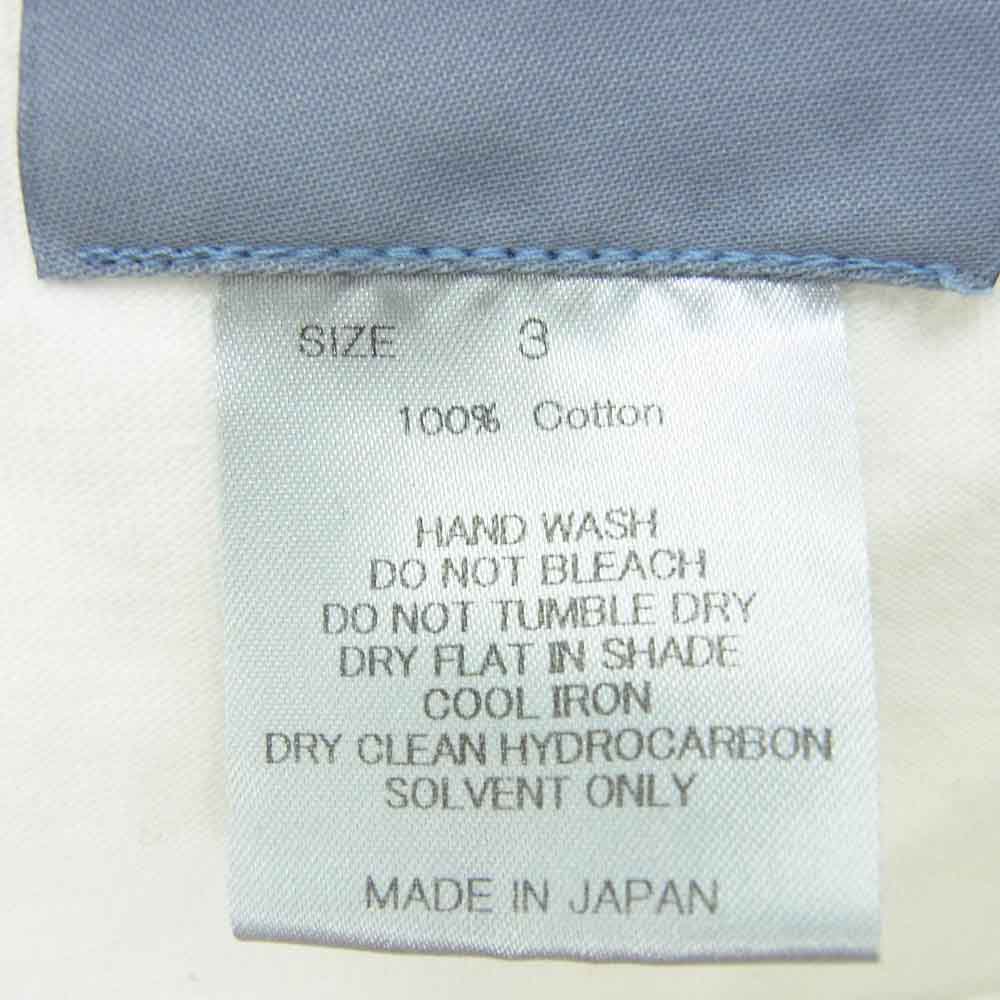 SIZE 3
100% Cotton
HAND WASH
DO NOT BLEACH
DO NOT TUMBLE DRY
DRY FLAT IN SHADE
COOL IRON
DRY CLEAN HYDROCARBON
SOLVENT ONLY
MADE IN JAPAN